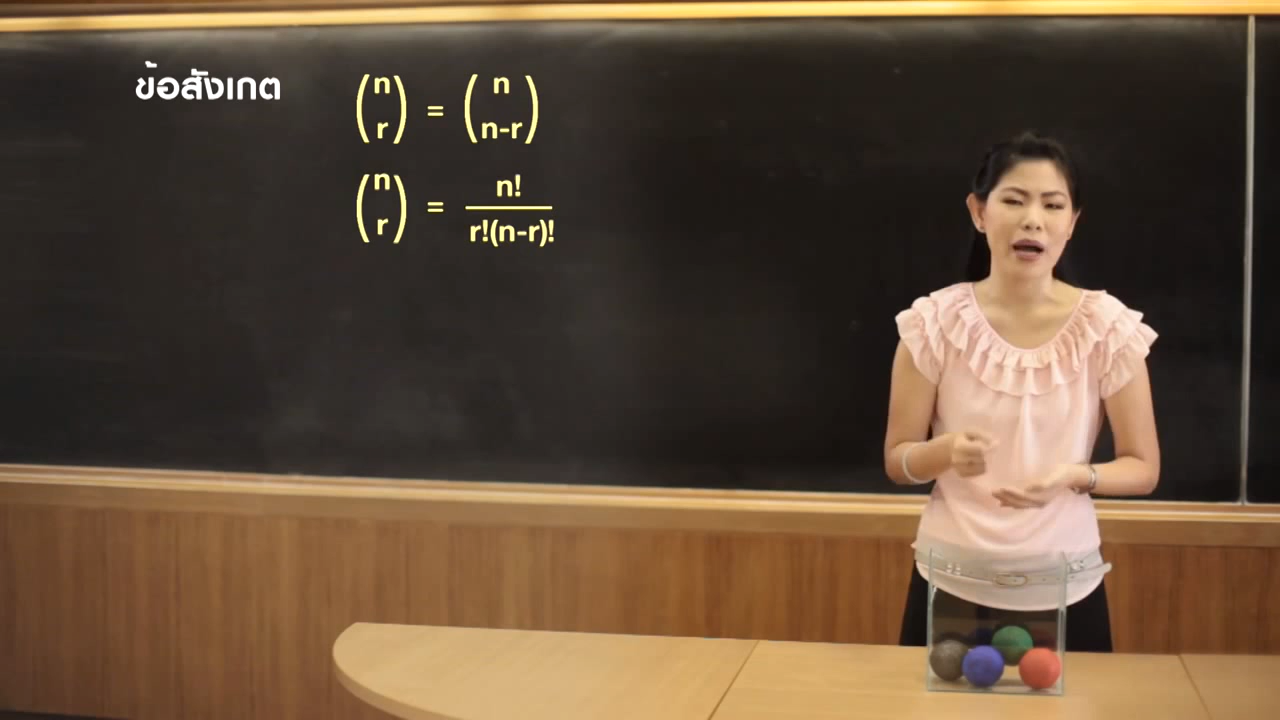 ข้อสังเกต
(n r) = (n n-r)
(n r) = n! / r!(n-r)!